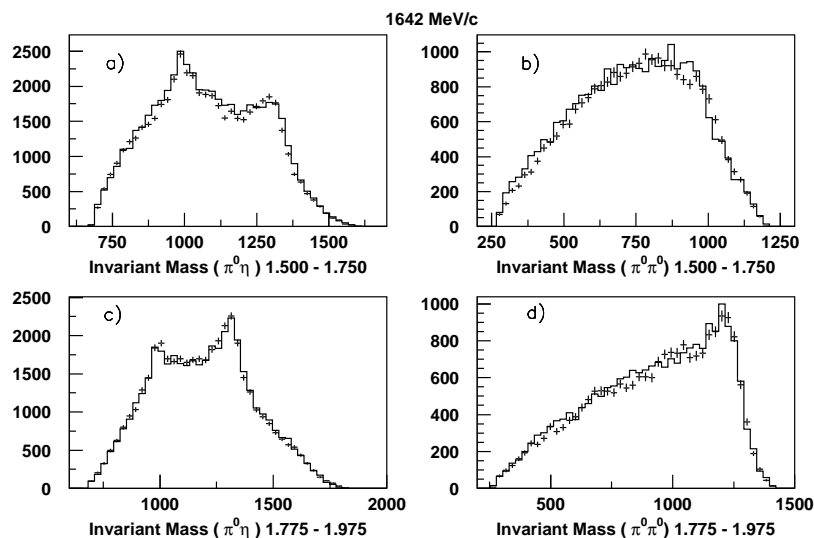 1642 MeV/c
a)
2500
2000
1500
1000
500
0
750 1000 1250 1500
Invariant Mass ( π⁰η ) 1.500 - 1.750
b)
1000
800
600
400
200
0
250 500 750 1000 1250
Invariant Mass ( π⁰π⁰ ) 1.500 - 1.750
c)
2500
2000
1500
1000
500
0
1000 1500 2000
Invariant Mass ( π⁰η ) 1.775 - 1.975
d)
1000
800
600
400
200
0
500 1000 1500
Invariant Mass ( π⁰π⁰ ) 1.775 - 1.975